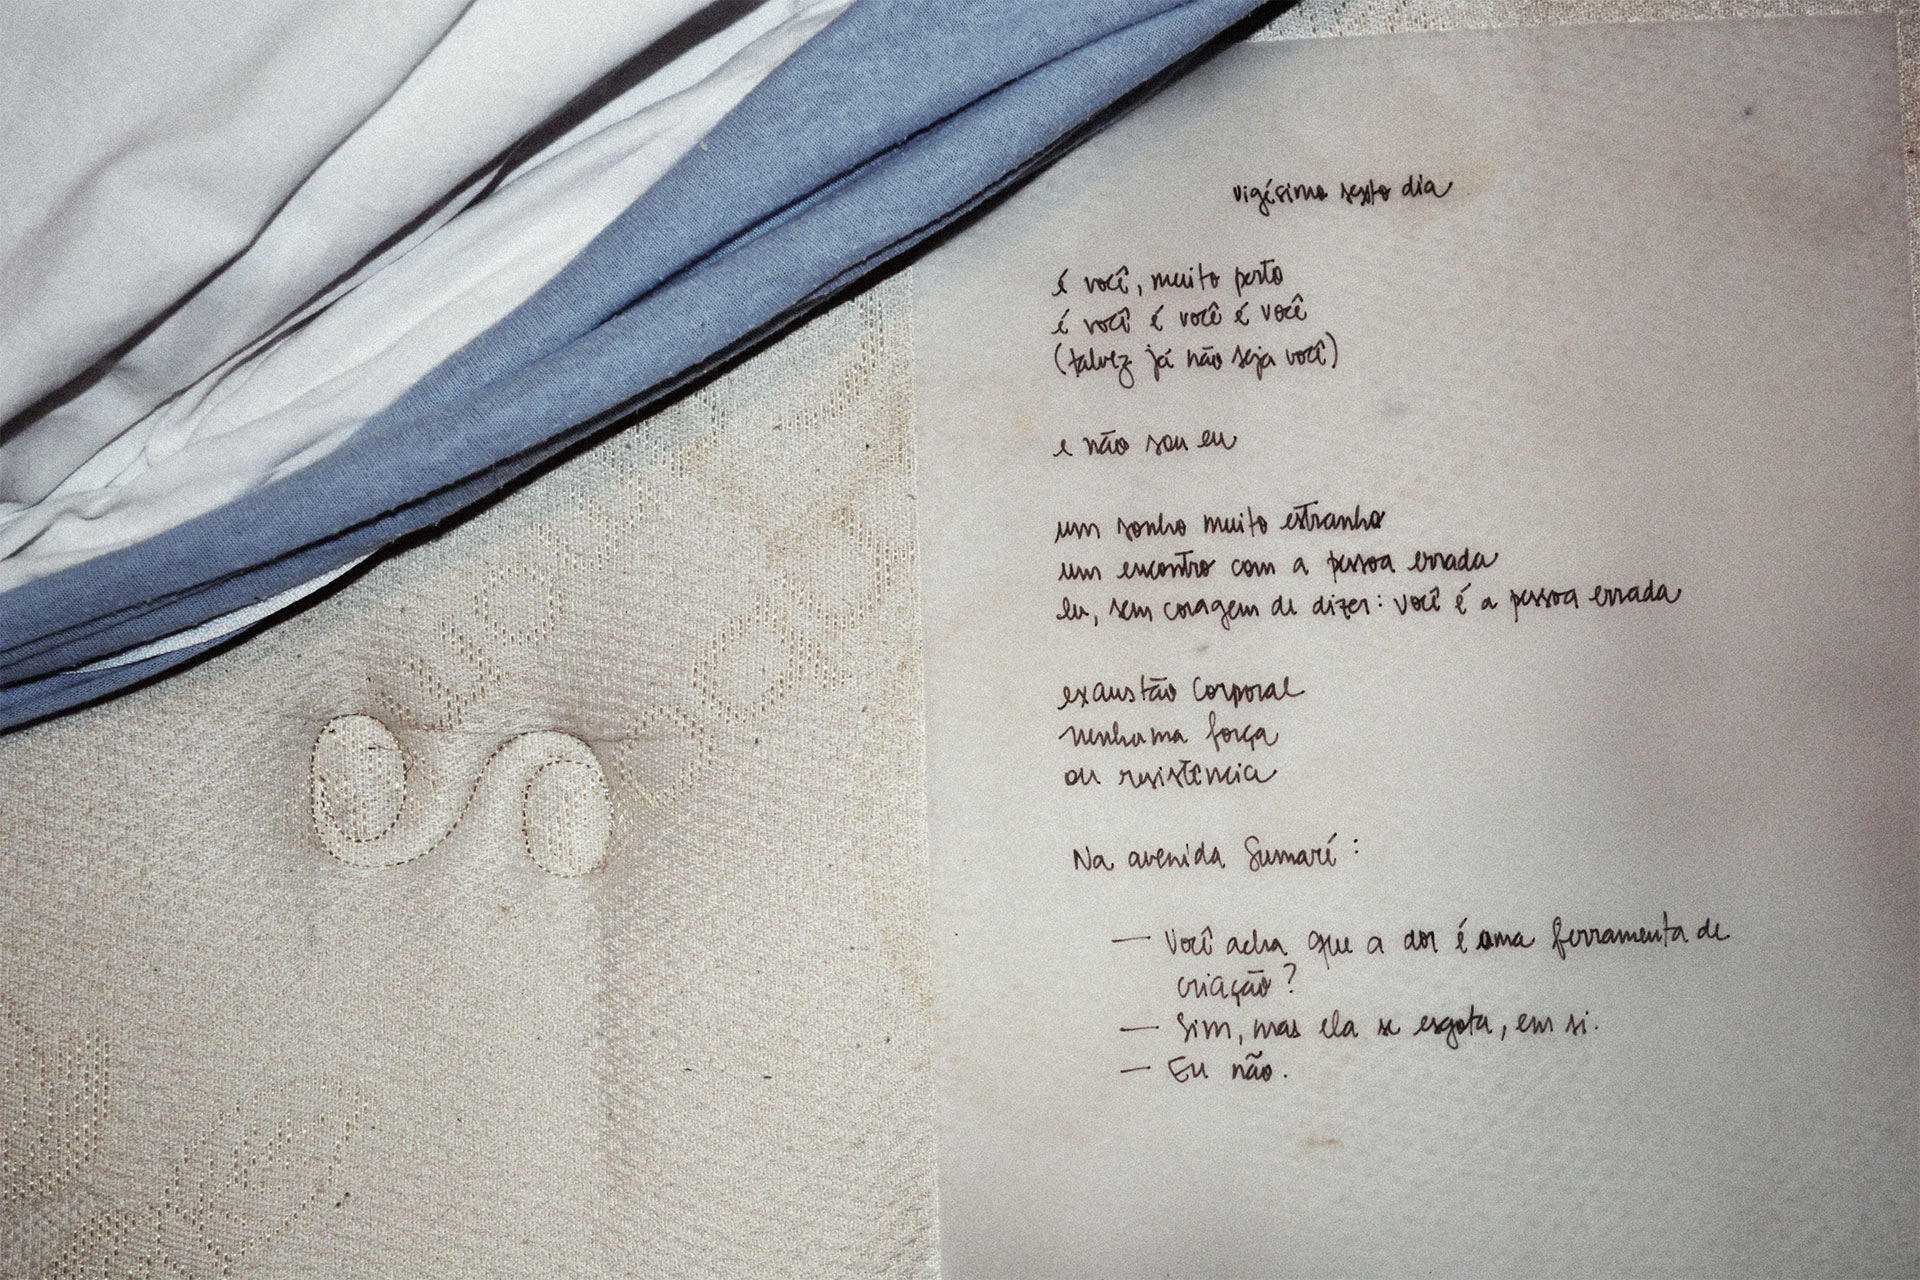 vigésimo sexto dia
é você, muito perto
é você é você é você
(talvez já não seja você)
e não sou eu
um sonho muito estranho
um encontro com a pessoa errada
eu, sem coragem de dizer: você é a pessoa errada
exaustão corporal
nenhuma força
ou resistência
Na avenida Sumaré:
— Você acha que a dor é uma ferramenta de
criação?
— Sim, mas ela se esgota, em si.
— Eu não.